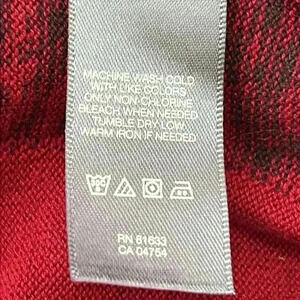 MACHINE WASH COLD
WITH LIKE COLORS
ONLY NON-CHLORINE
BLEACH WHEN NEEDED
TUMBLE DRY LOW
WARM IRON IF NEEDED
RN 81633
CA 04754